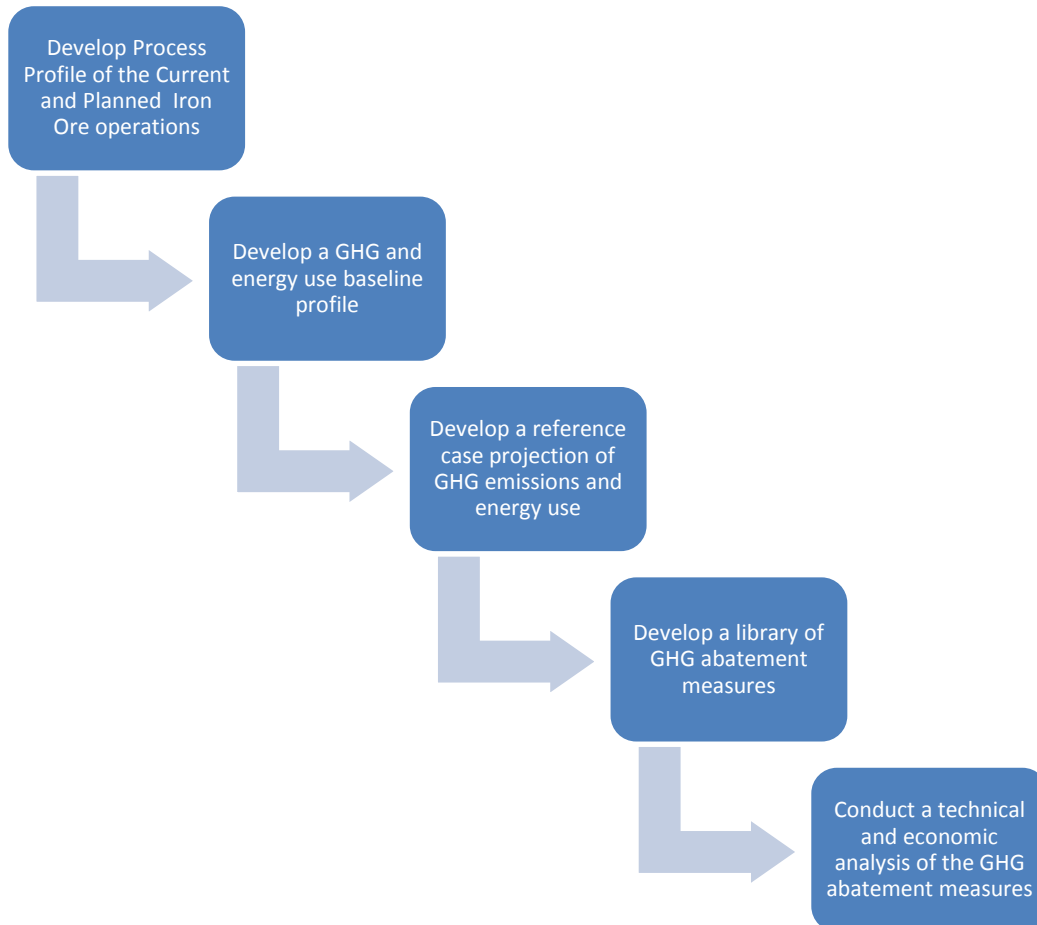 Develop Process
Profile of the Current
and Planned  Iron
Ore operations
Develop a GHG and
energy use baseline
profile
Develop a reference
case projection of
GHG emissions and
energy use
Develop a library of
GHG abatement
measures
Conduct a technical
and economic
analysis of the GHG
abatement measures